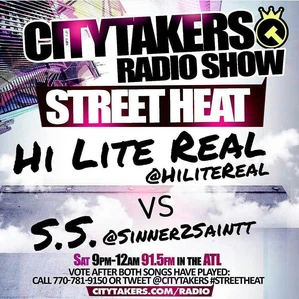 CITYTAKERS
RADIO SHOW
STREET HEAT
Hi Lite Real
@HiliteReal
VS
S.S. @Sinner2Saintt
SAT 9PM-12AM 91.5FM IN THE ATL
VOTE AFTER BOTH SONGS HAVE PLAYED:
CALL 770-781-9150 OR TWEET @CITYTAKERS #STREETHEAT
CITYTAKERS.COM/RADIO